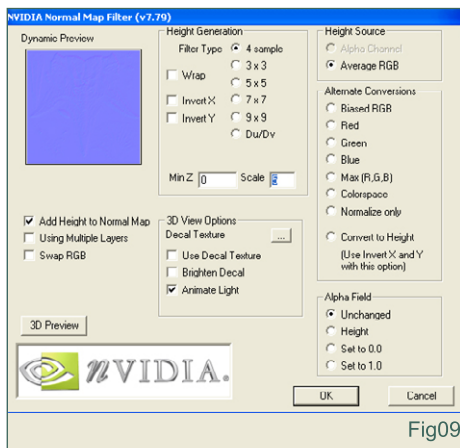 NVIDIA Normal Map Filter (v7.79)
Dynamic Preview
Height Generation
Filter Type
4 sample
3 x 3
Wrap
5 x 5
Invert X
7 x 7
Invert Y
9 x 9
Du/Dv
Min Z 0
Scale 5
Height Source
Alpha Channel
Average RGB
Alternate Conversions
Biased RGB
Red
Green
Blue
Max (R,G,B)
Colorspace
Normalize only
Convert to Height
(Use Invert X and Y
with this option)
Add Height to Normal Map
Using Multiple Layers
Swap RGB
3D View Options
Decal Texture
...
Use Decal Texture
Brighten Decal
Animate Light
Alpha Field
Unchanged
Height
Set to 0.0
Set to 1.0
3D Preview
nVIDIA.
OK
Cancel
Fig09